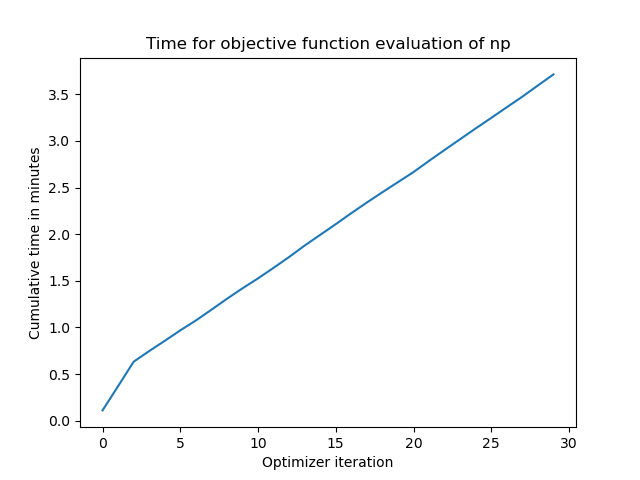 Time for objective function evaluation of np
Cumulative time in minutes
3.5
3.0
2.5
2.0
1.5
1.0
0.5
0.0
0 5 10 15 20 25 30
Optimizer iteration